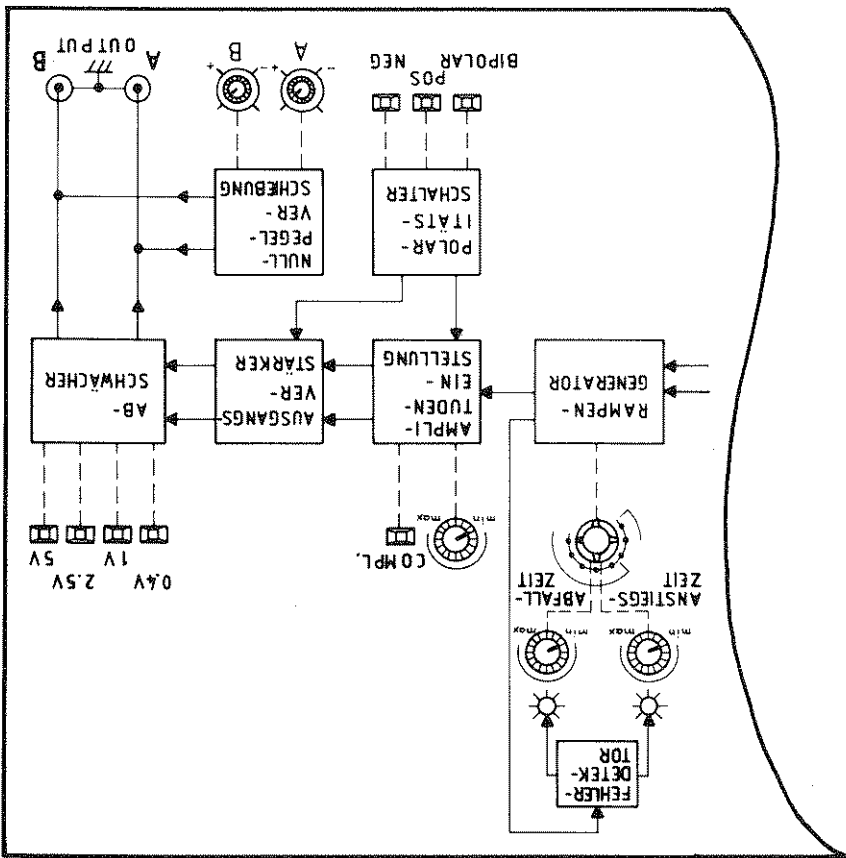 FEHLER-
DETEK-
TOR
min max
min max
ANSTIEGS-
ZEIT
ABFALL-
ZEIT
min max
COMPL.
0,4V
1V
2.5V
5V
RAMPEN-
GENERATOR
AMPLI-
TUDEN-
EIN-
STELLUNG
AUSGANGS
VER-
STÄRKER
AB-
SCHWÄCHER
POLAR-
ITÄTS-
SCHALTER
NULL-
PEGEL-
VER-
SCHIEBUNG
BIPOLAR
POS
NEG
- +
A
- +
B
A
OUTPUT
B